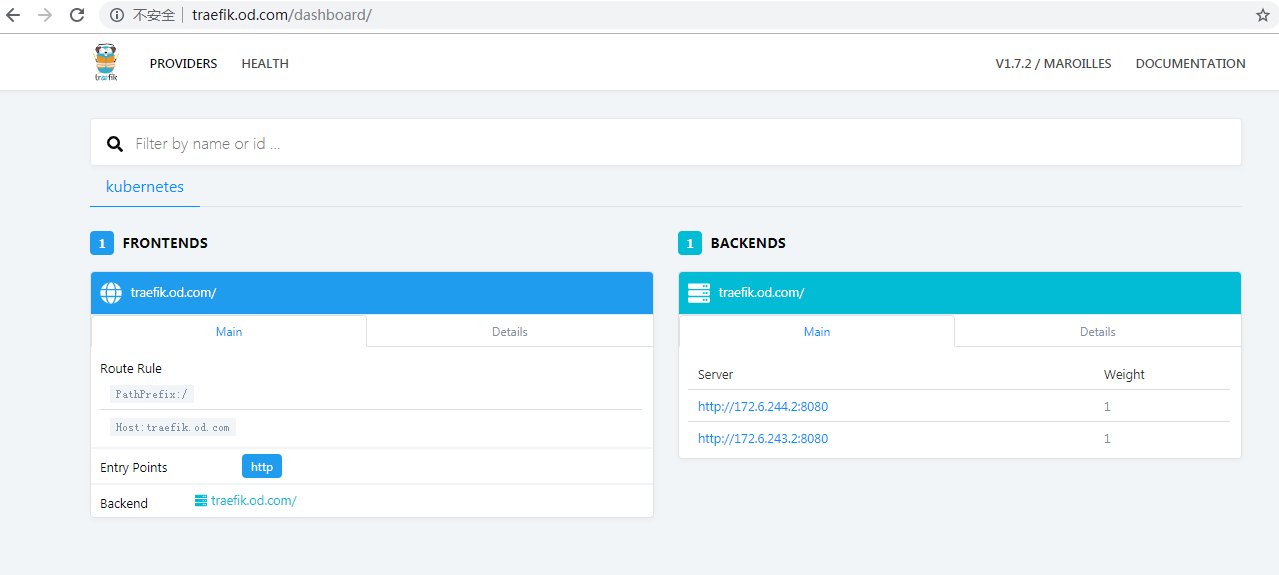 不安全 | traefik.od.com/dashboard/
træfik PROVIDERS HEALTH V1.7.2 / MAROILLES DOCUMENTATION
Filter by name or id ...
kubernetes
1 FRONTENDS
traefik.od.com/
Main Details
Route Rule
PathPrefix:/
Host:traefik.od.com
Entry Points http
Backend traefik.od.com/
1 BACKENDS
traefik.od.com/
Main Details
Server Weight
http://172.6.244.2:8080 1
http://172.6.243.2:8080 1